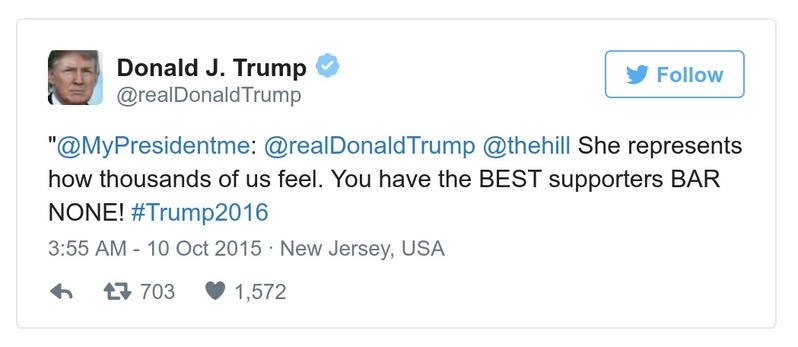 Donald J. Trump
Follow
@realDonaldTrump
"@MyPresidentme: @realDonaldTrump @thehill She represents
how thousands of us feel. You have the BEST supporters BAR
NONE! #Trump2016
3:55 AM - 10 Oct 2015 · New Jersey, USA
703 1,572